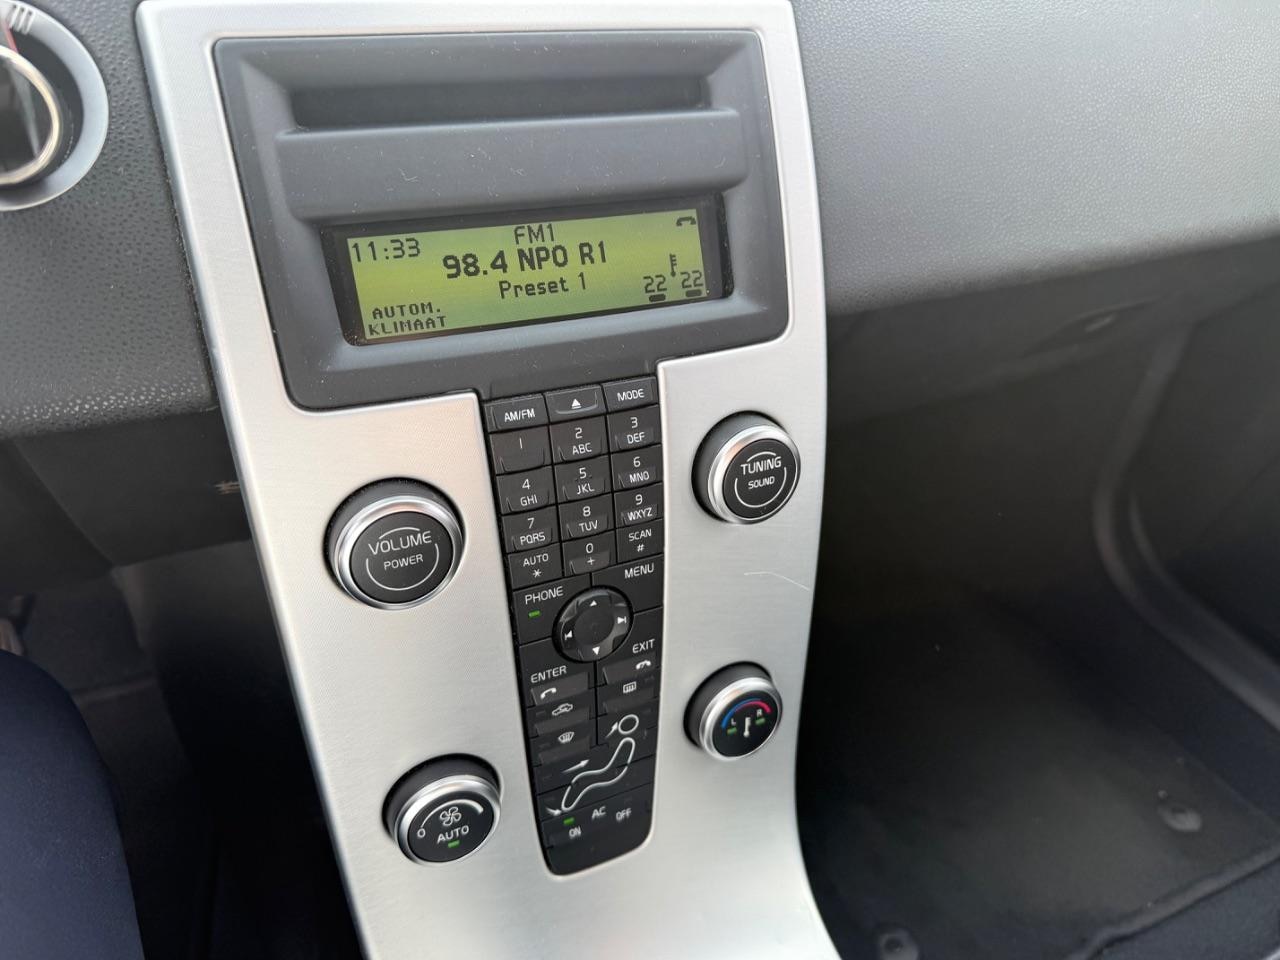 11:33
FM1
98.4 NPO R1
Preset 1
22 22
AUTOM.
KLIMAAT
AM/FM
MODE
1
2
ABC
3
DEF
4
GHI
5
JKL
6
MNO
7
PQRS
8
TUV
9
WXYZ
AUTO
*
0
+
SCAN
#
PHONE
MENU
ENTER
EXIT
AC
ON
OFF
VOLUME
POWER
TUNING
SOUND
L R
0
AUTO